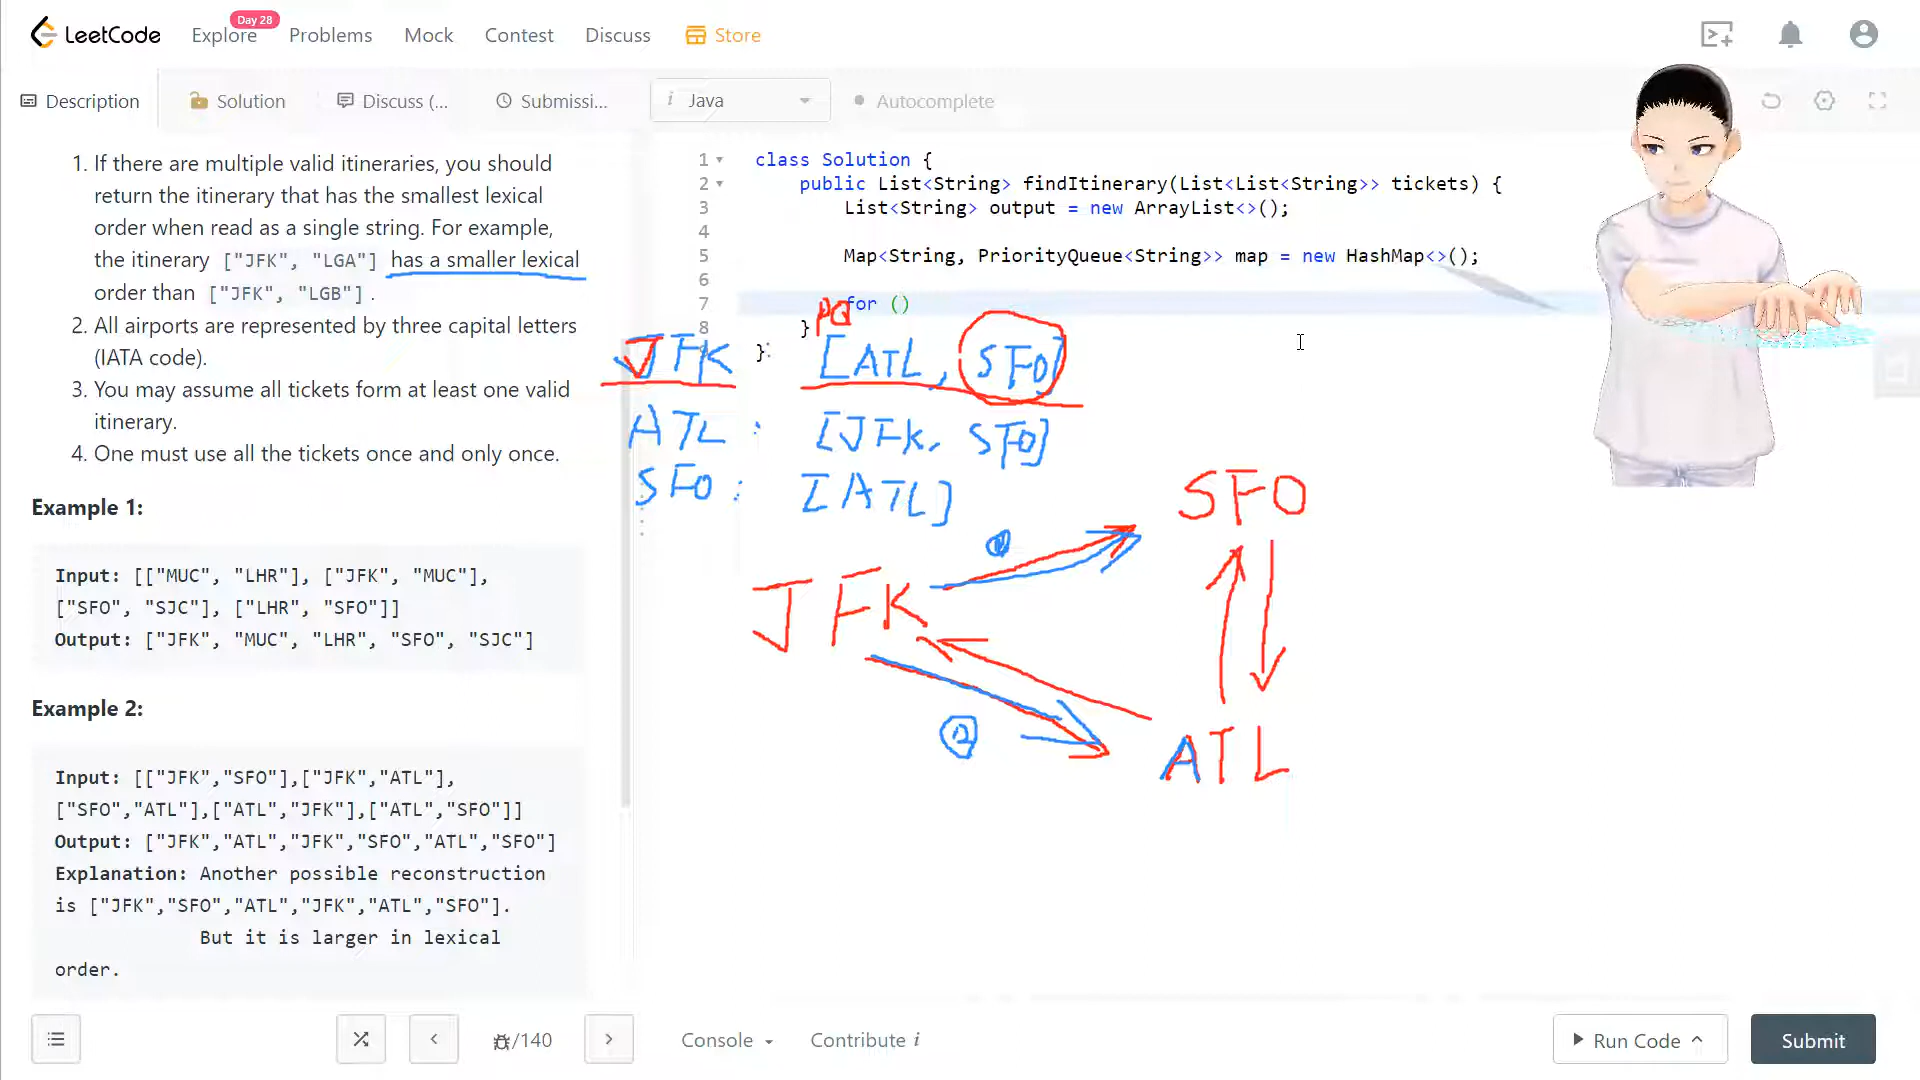 LeetCode
Explore
Day 28
Problems
Mock
Contest
Discuss
Store
Description
Solution
Discuss (...
Submissi...
i Java
Autocomplete
1. If there are multiple valid itineraries, you should
return the itinerary that has the smallest lexical
order when read as a single string. For example,
the itinerary ["JFK", "LGA"] has a smaller lexical
order than ["JFK", "LGB"] .
2. All airports are represented by three capital letters
(IATA code).
3. You may assume all tickets form at least one valid
itinerary.
4. One must use all the tickets once and only once.
Example 1:
Input: [["MUC", "LHR"], ["JFK", "MUC"],
["SFO", "SJC"], ["LHR", "SFO"]]
Output: ["JFK", "MUC", "LHR", "SFO", "SJC"]
Example 2:
Input: [["JFK","SFO"],["JFK","ATL"],
["SFO","ATL"],["ATL","JFK"],["ATL","SFO"]]
Output: ["JFK","ATL","JFK","SFO","ATL","SFO"]
Explanation: Another possible reconstruction
is ["JFK","SFO","ATL","JFK","ATL","SFO"].
But it is larger in lexical
order.
1 class Solution {
2 public List<String> findItinerary(List<List<String>> tickets) {
3 List<String> output = new ArrayList<>();
4
5 Map<String, PriorityQueue<String>> map = new HashMap<>();
6
7 for ()
8 }
}
PQ
JFK : [ATL, SFO]
ATL : [JFK, SFO]
SFO : [ATL]
SFO
JFK
2
ATL
/140
Console
Contribute i
Run Code
Submit